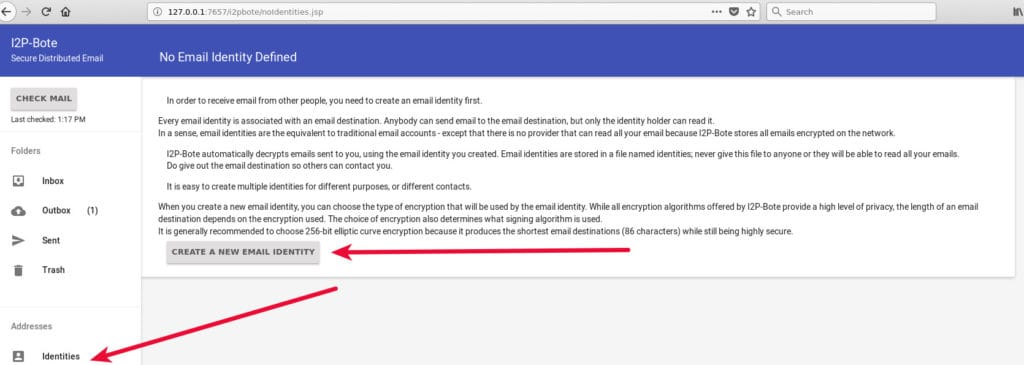 127.0.0.1:7657/i2pbote/noIdentities.jsp
Search
I2P-Bote
Secure Distributed Email
No Email Identity Defined
CHECK MAIL
Last checked: 1:17 PM
Folders
Inbox
Outbox (1)
Sent
Trash
Addresses
Identities
In order to receive email from other people, you need to create an email identity first.
Every email identity is associated with an email destination. Anybody can send email to the email destination, but only the identity holder can read it.
In a sense, email identities are the equivalent to traditional email accounts - except that there is no provider that can read all your email because I2P-Bote stores all emails encrypted on the network.
I2P-Bote automatically decrypts emails sent to you, using the email identity you created. Email identities are stored in a file named identities; never give this file to anyone or they will be able to read all your emails.
Do give out the email destination so others can contact you.
It is easy to create multiple identities for different purposes, or different contacts.
When you create a new email identity, you can choose the type of encryption that will be used by the email identity. While all encryption algorithms offered by I2P-Bote provide a high level of privacy, the length of an email
destination depends on the encryption used. The choice of encryption also determines what signing algorithm is used.
It is generally recommended to choose 256-bit elliptic curve encryption because it produces the shortest email destinations (86 characters) while still being highly secure.
CREATE A NEW EMAIL IDENTITY